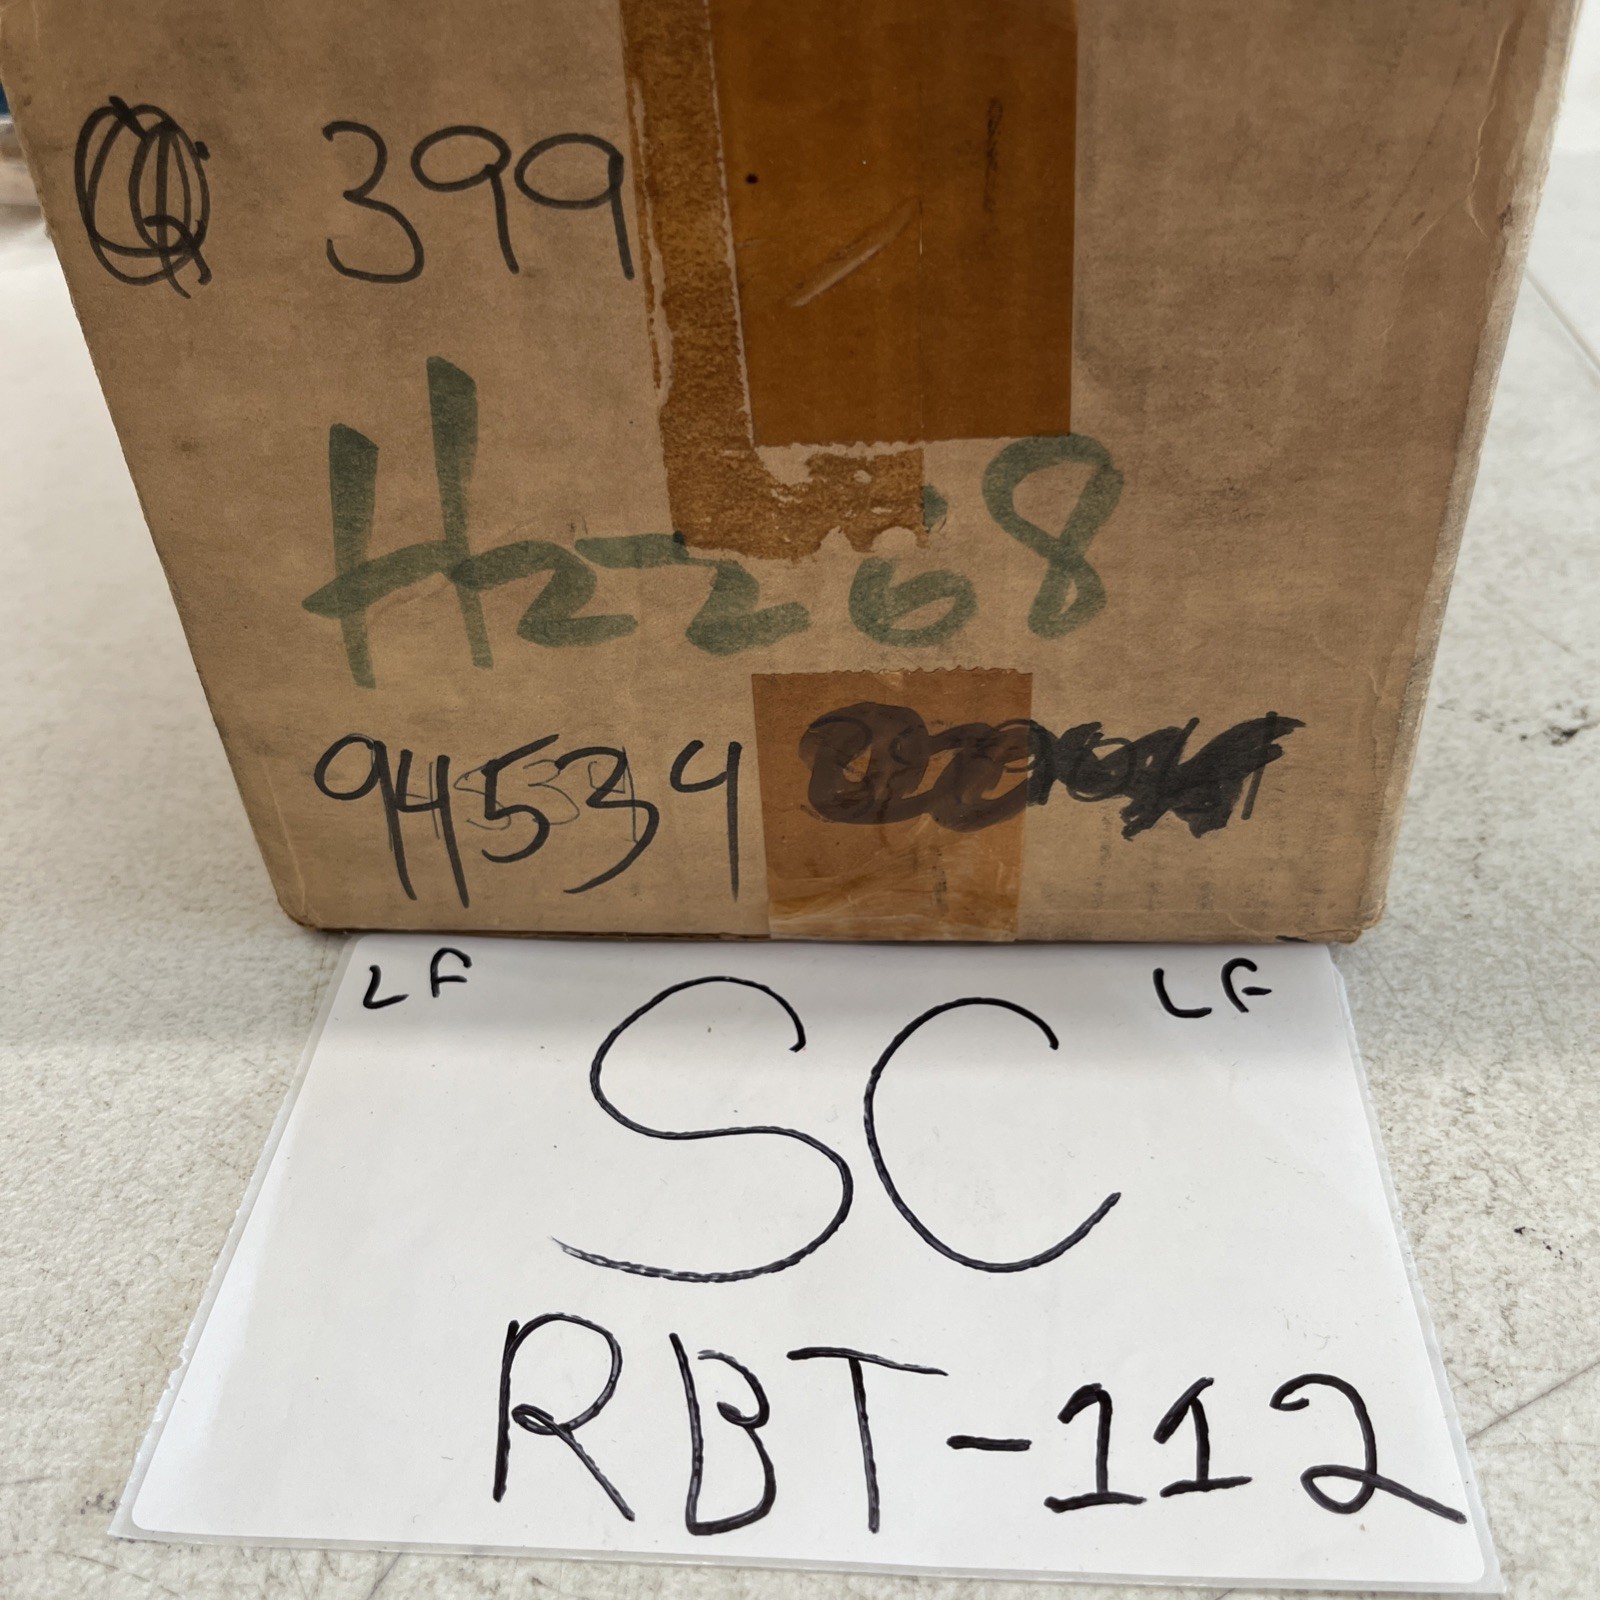 399
H2268
94534
LF LF
SC
RBT-112